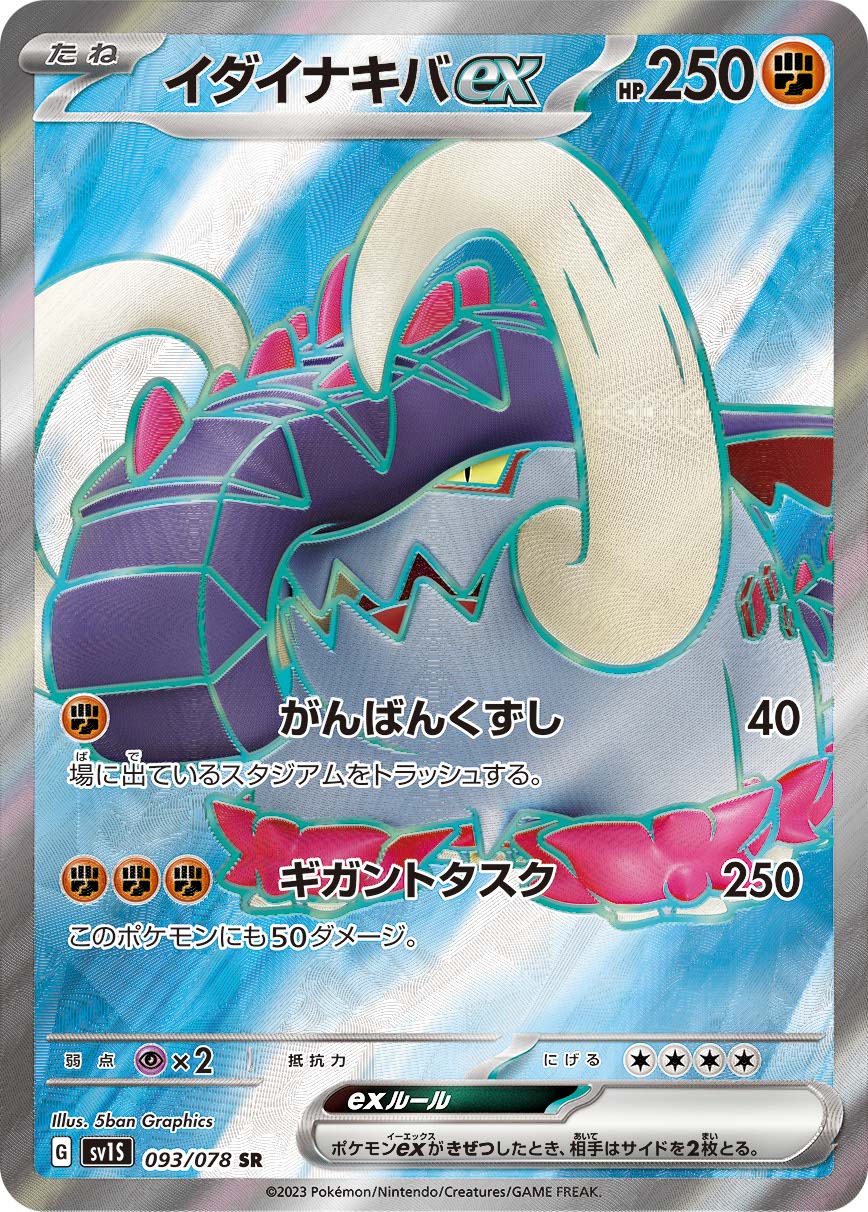 たね イダイナキバex HP250
がんばんくずし 40
場に出ているスタジアムをトラッシュする。
ギガントタスク 250
このポケモンにも50ダメージ。
弱点 ×2 抵抗力 にげる
exルール
ポケモンexがきぜつしたとき、相手はサイドを2枚とる。
Illus. 5ban Graphics
G sv1S 093/078 SR
©2023 Pokémon/Nintendo/Creatures/GAME FREAK.